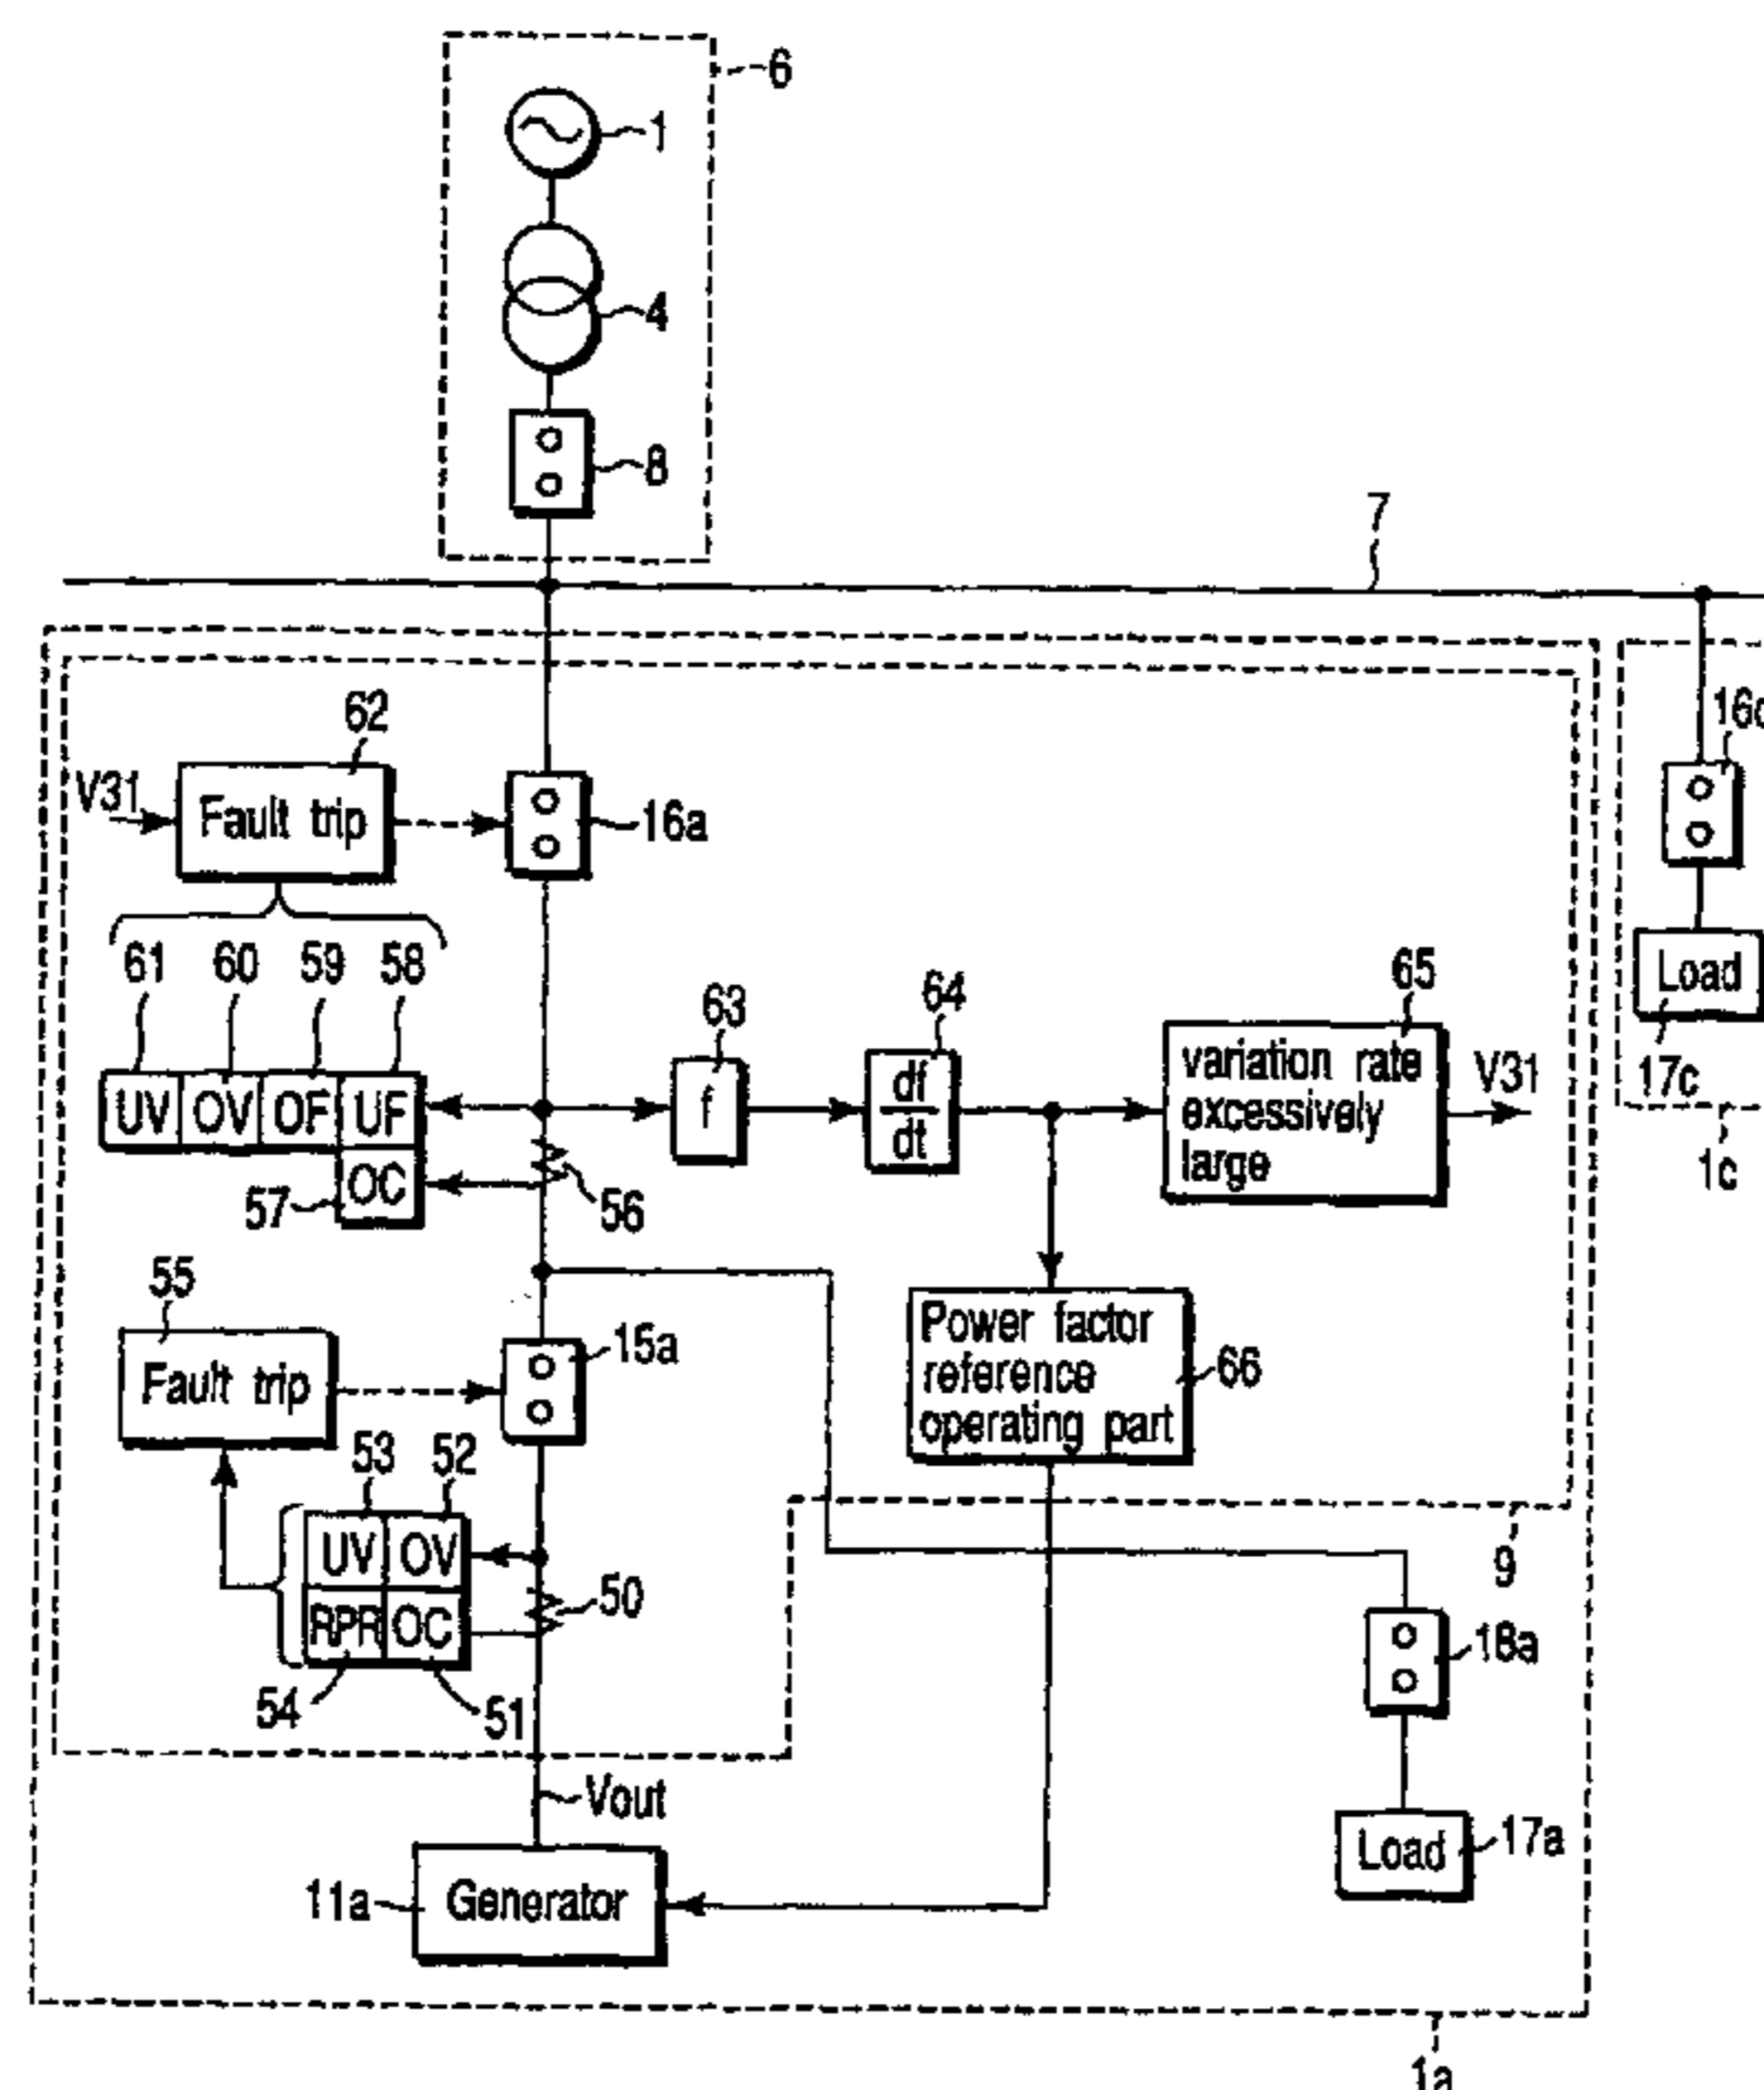 6
1
4
8
7
62
V31
Fault trip
16a
61 60 59 58
UV OV OF UF
OC
57
56
63
f
64
df
dt
65
variation rate
excessively
large
V31
Load
17c
1c
55
Fault trip
15a
Power factor
reference
operating part
66
53 52
UV OV
RPR OC
54 51
50
9
18a
Vout
11a
Generator
Load
17a
1a